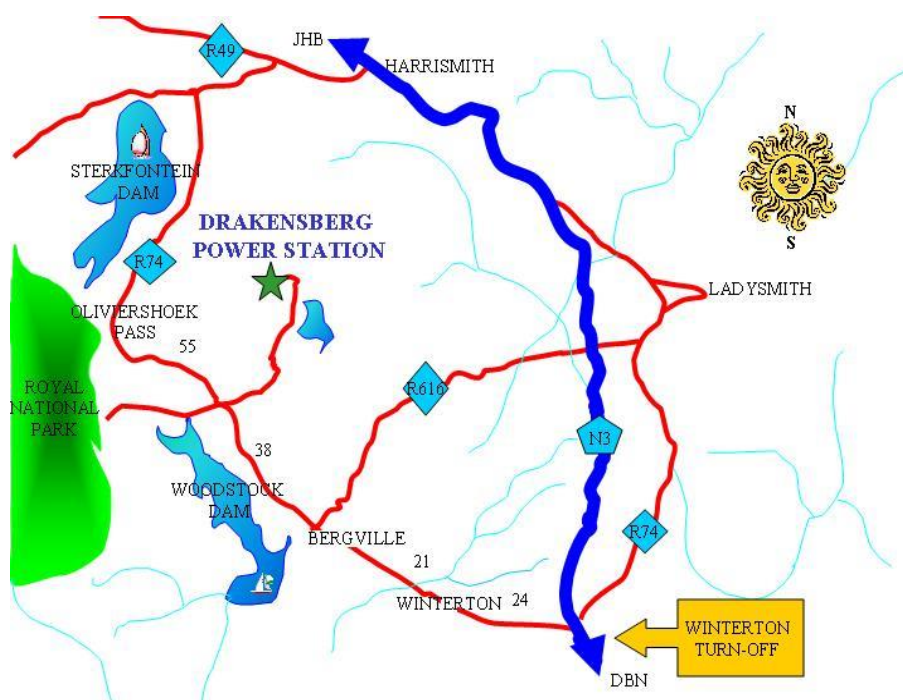 JHB
R49
HARRISMITH
N
STERKFONTEIN
DAM
DRAKENSBERG
POWER STATION
S
R74
LADYSMITH
OLIVIERSHOEK
PASS
55
ROYAL
NATIONAL
PARK
R616
38
N3
WOODSTOCK
DAM
BERGVILLE
R74
21
WINTERTON
24
WINTERTON
TURN-OFF
DBN